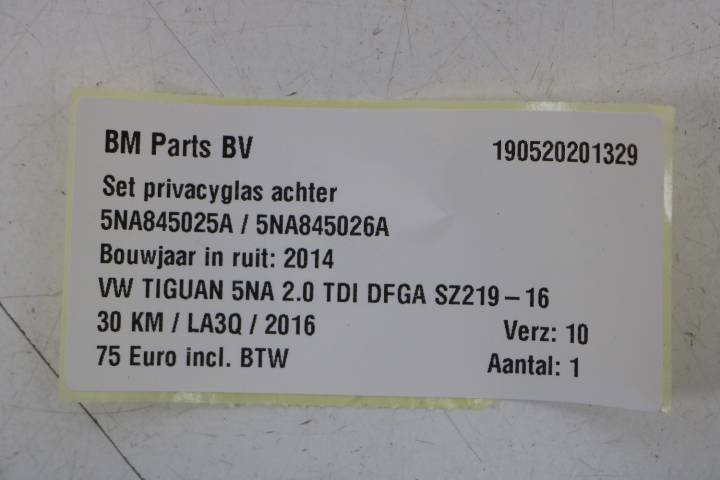 BM Parts BV 190520201329
Set privacyglas achter
5NA845025A / 5NA845026A
Bouwjaar in ruit: 2014
VW TIGUAN 5NA 2.0 TDI DFGA SZ219-16
30 KM / LA3Q / 2016 Verz: 10
75 Euro incl. BTW Aantal: 1